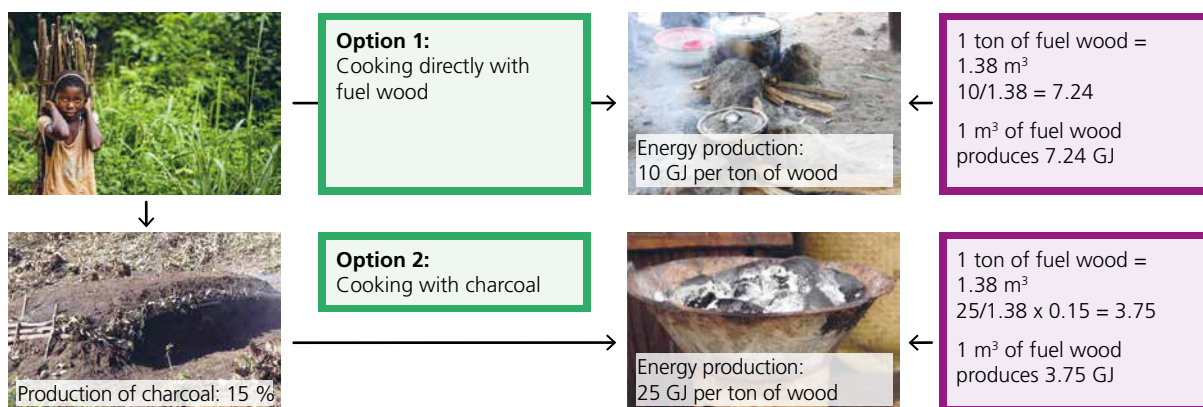 Option 1:
Cooking directly with
fuel wood
Energy production:
10 GJ per ton of wood
1 ton of fuel wood =
1.38 m³
10/1.38 = 7.24
1 m³ of fuel wood
produces 7.24 GJ
Production of charcoal: 15 %
Option 2:
Cooking with charcoal
Energy production:
25 GJ per ton of wood
1 ton of fuel wood =
1.38 m³
25/1.38 x 0.15 = 3.75
1 m³ of fuel wood
produces 3.75 GJ